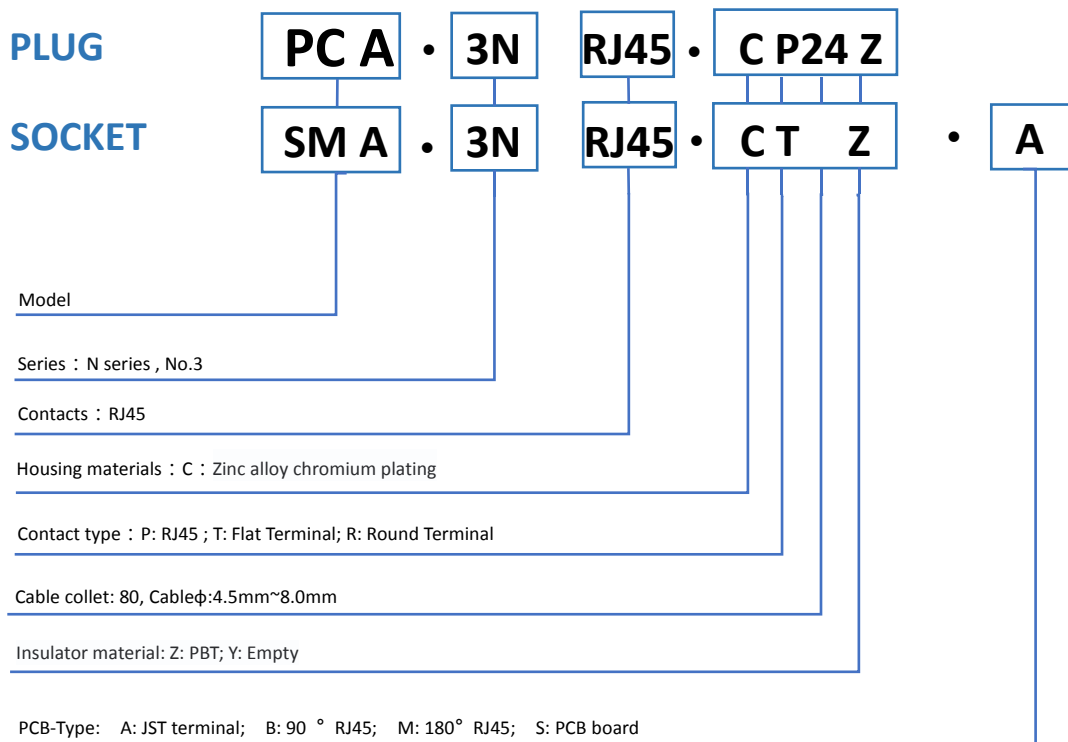 PLUG PC A · 3N RJ45 · C P24 Z
SOCKET SM A · 3N RJ45 · C T Z · A
Model
Series：N series , No.3
Contacts：RJ45
Housing materials：C：Zinc alloy chromium plating
Contact type：P: RJ45 ; T: Flat Terminal; R: Round Terminal
Cable collet: 80, Cableϕ:4.5mm~8.0mm
Insulator material: Z: PBT; Y: Empty
PCB-Type: A: JST terminal; B: 90 ° RJ45; M: 180° RJ45; S: PCB board